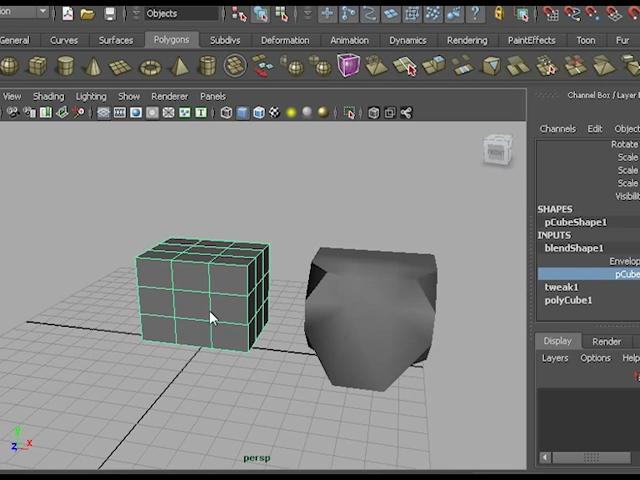 Objects
General Curves Surfaces Polygons Subdivs Deformation Animation Dynamics Rendering PaintEffects Toon Fur
View Shading Lighting Show Renderer Panels
Channel Box / Layer
Channels Edit
Rotate
Scale
Scale
Scale
Visibili
SHAPES
pCubeShape1
INPUTS
blendShape1
Envelop
pCube
tweak1
polyCube1
FRONT
Display Render
Layers Options
persp
Z X